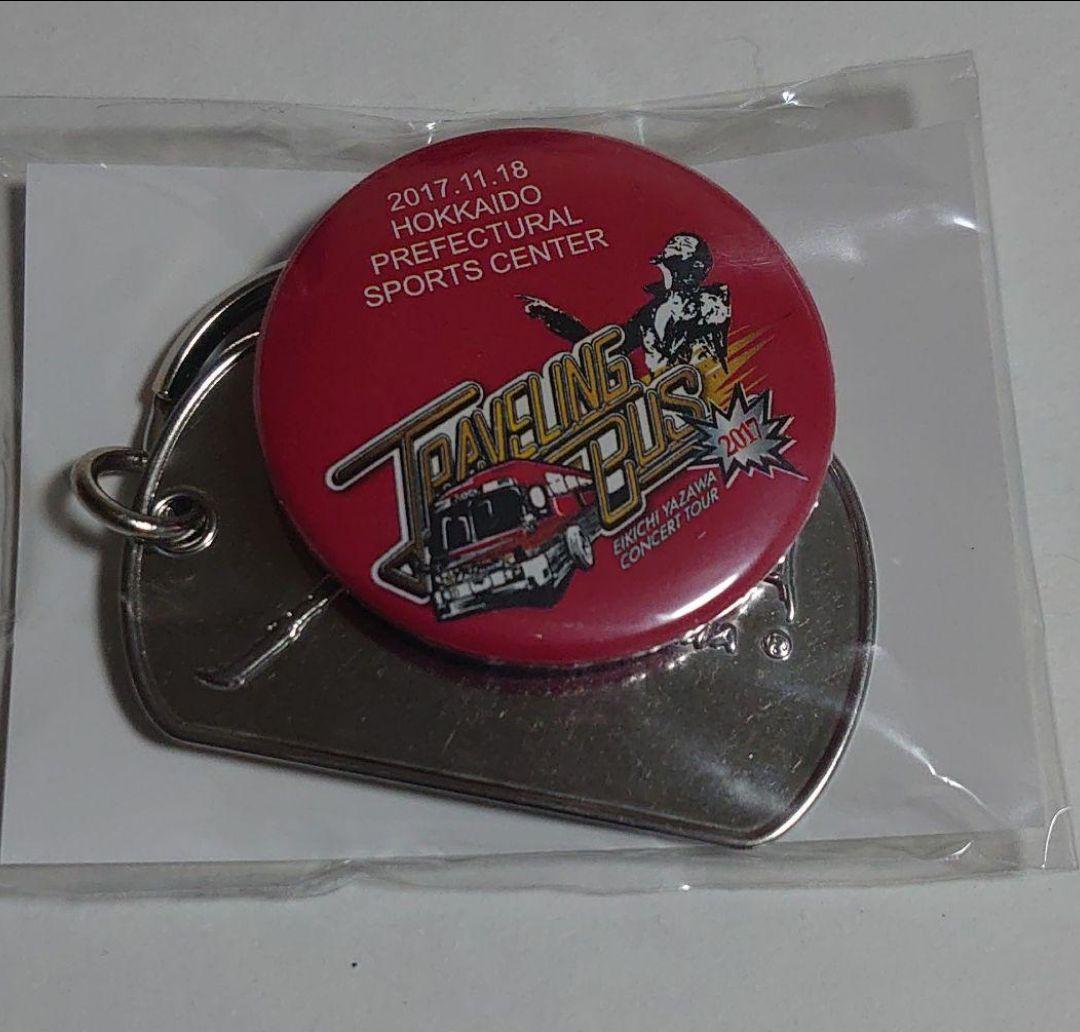 2017.11.18
HOKKAIDO
PREFECTURAL
SPORTS CENTER
TRAVELING
BUS
2017
EIKICHI YAZAWA
CONCERT TOUR
®